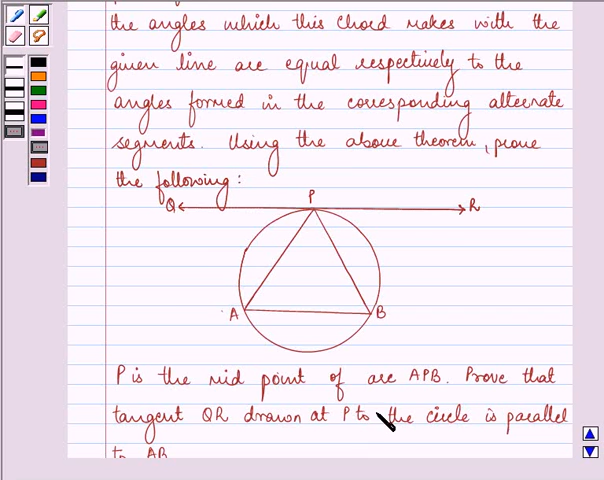 the angles which this chord makes with the
given line are equal respectively to the
angles formed in the corresponding alternate
segments. Using the above theorem, prove
the following:
Q P R
A B
P is the mid point of arc APB. Prove that
tangent QR drawn at P to the circle is parallel
to AB